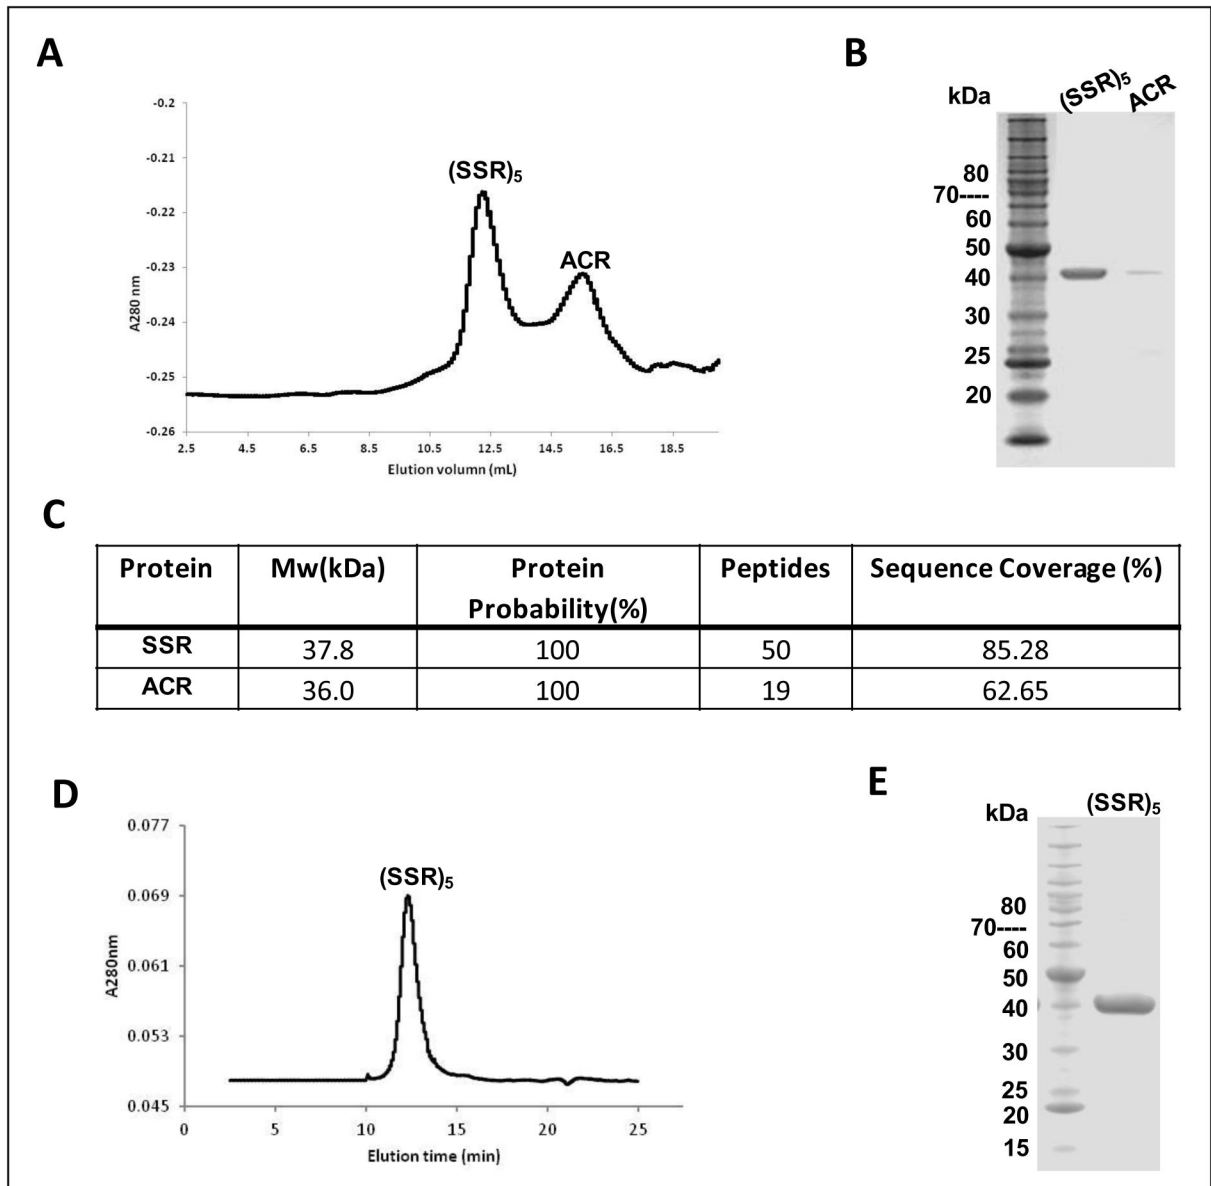 A
-0.2
-0.21
-0.22
-0.23
-0.24
-0.25
-0.26
A280 nm
(SSR)5
ACR
2.5 4.5 6.5 8.5 10.5 12.5 14.5 16.5 18.5
Elution volumn (mL)
B
kDa (SSR)5 ACR
80
70----
60
50
40
30
25
20
C
Protein Mw(kDa) Protein Probability(%) Peptides Sequence Coverage (%)
SSR 37.8 100 50 85.28
ACR 36.0 100 19 62.65
D
0.077
0.069
0.061
0.053
0.045
A280nm
(SSR)5
0 5 10 15 20 25
Elution time (min)
E
kDa (SSR)5
80
70----
60
50
40
30
25
20
15